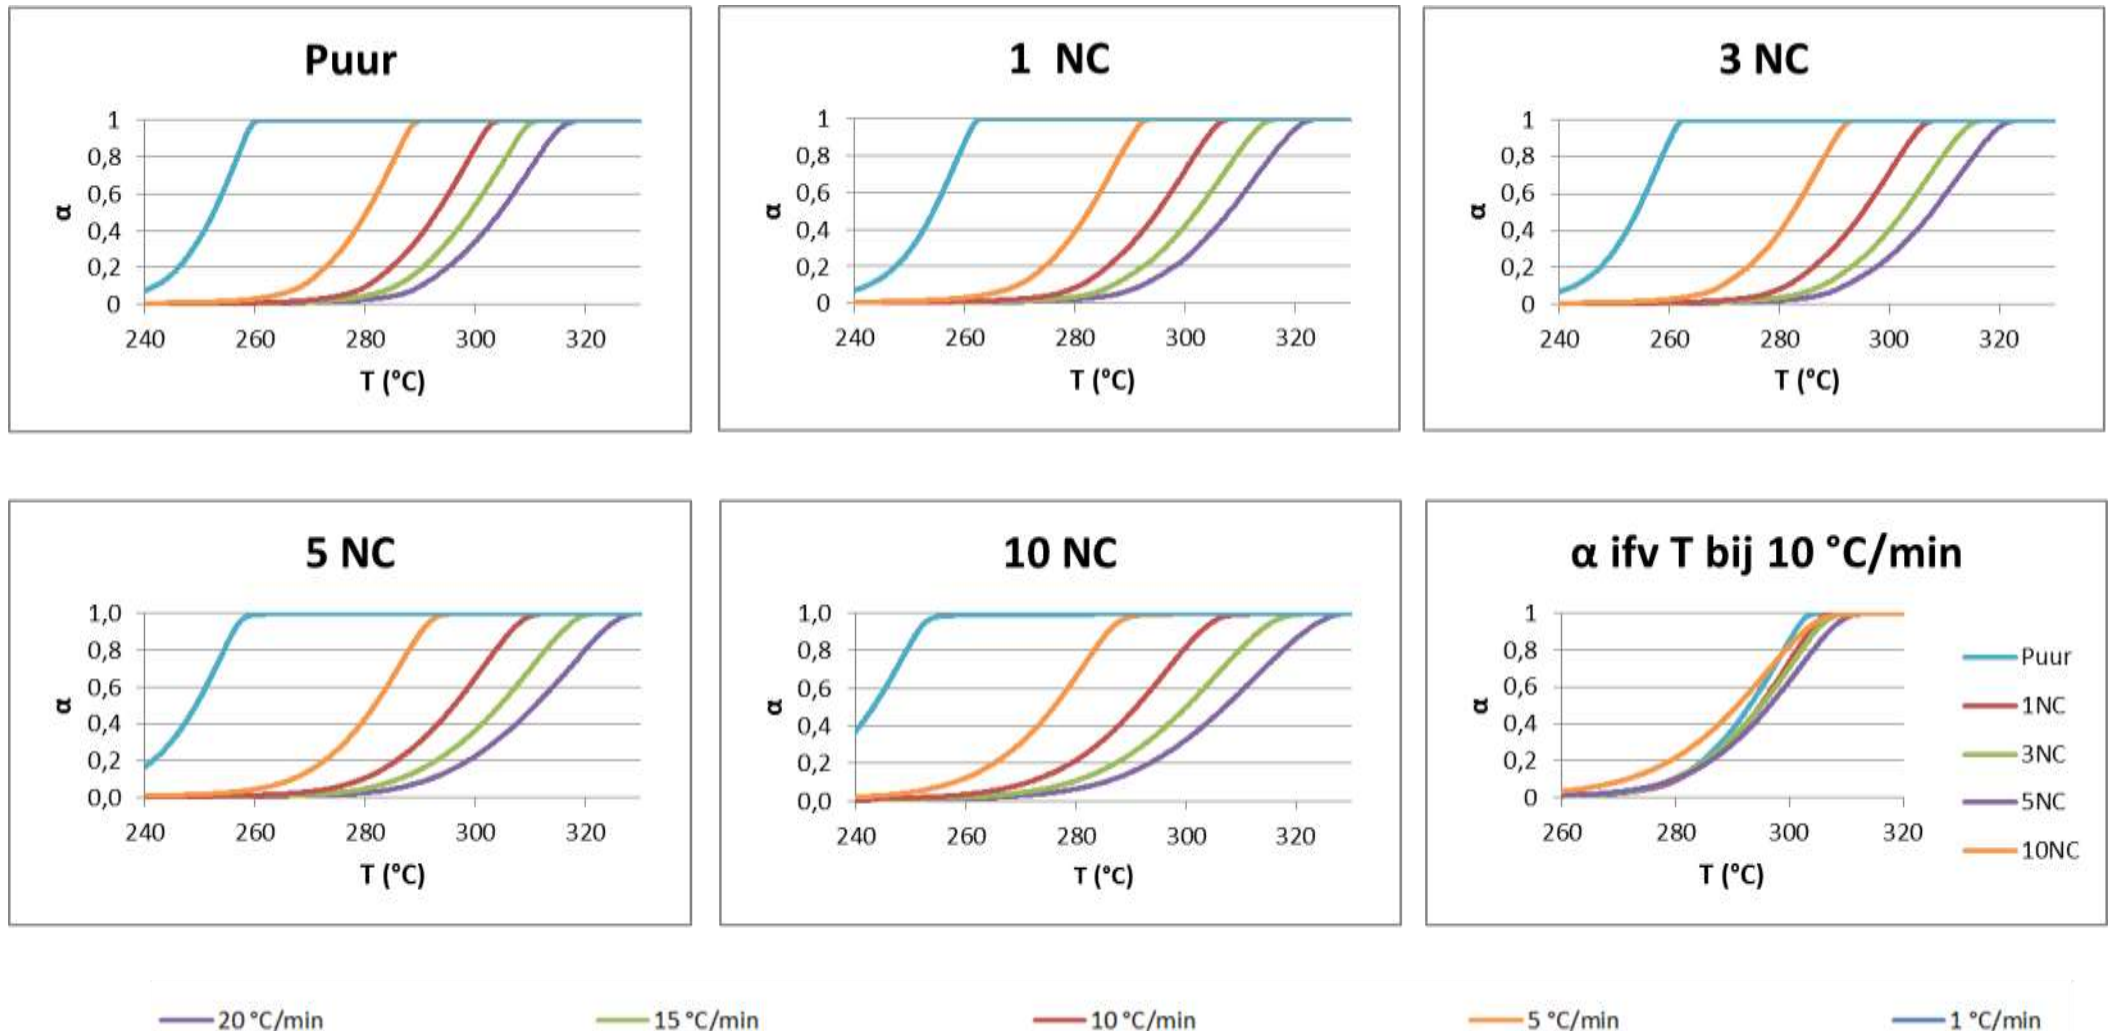 Puur
1
0,8
0,6
0,4
0,2
0
α
240 260 280 300 320
T (°C)
1 NC
1
0,8
0,6
0,4
0,2
0
α
240 260 280 300 320
T (°C)
3 NC
1
0,8
0,6
0,4
0,2
0
α
240 260 280 300 320
T (°C)
5 NC
1,0
0,8
0,6
0,4
0,2
0,0
α
240 260 280 300 320
T (°C)
10 NC
1,0
0,8
0,6
0,4
0,2
0,0
α
240 260 280 300 320
T (°C)
α ifv T bij 10 °C/min
1
0,8
0,6
0,4
0,2
0
α
260 280 300 320
T (°C)
Puur
1NC
3NC
5NC
10NC
20 °C/min 15 °C/min 10 °C/min 5 °C/min 1 °C/min